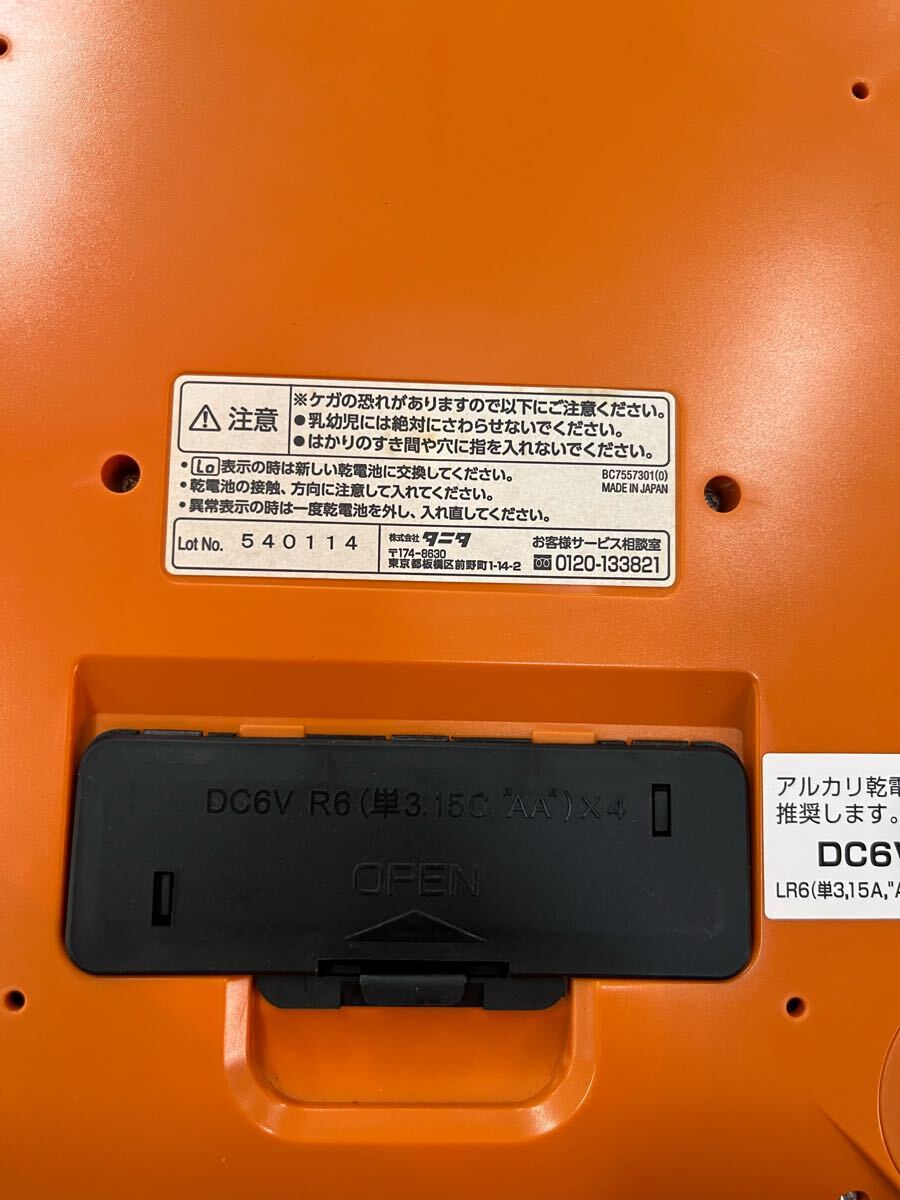 注意
※ケガの恐れがありますので以下にご注意ください。
●乳幼児には絶対にさわらせないでください。
●はかりのすき間や穴に指を入れないでください。
・Lo表示の時は新しい乾電池に交換してください。
・乾電池の接触、方向に注意して入れてください。
・異常表示の時は一度乾電池を外し、入れ直してください。
BC7557301(0)
MADE IN JAPAN
Lot No. 540114
株式会社 タニタ
〒174-8630
東京都板橋区前野町1-14-2
お客様サービス相談室
0120-133821
DC6V R6(単3,15C,"AA")×4
OPEN
アルカリ乾電
推奨します。
DC6V
LR6(単3,15A,"A